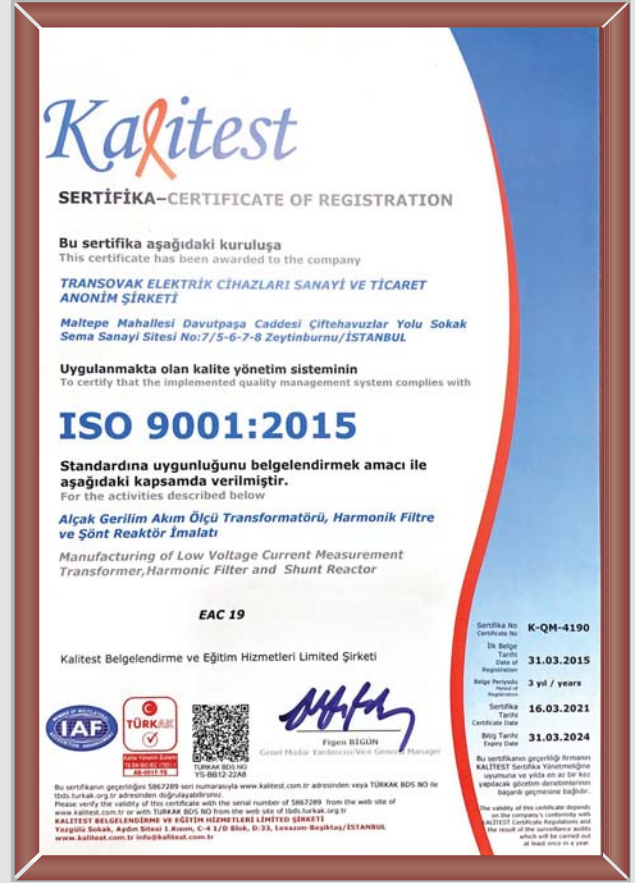 Kalitest
SERTİFİKA–CERTIFICATE OF REGISTRATION
Bu sertifika aşağıdaki kuruluşa
This certificate has been awarded to the company
TRANSOVAK ELEKTRİK CİHAZLARI SANAYİ VE TİCARET
ANONİM ŞİRKETİ
Maltepe Mahallesi Davutpaşa Caddesi Çiftehavuzlar Yolu Sokak
Sema Sanayi Sitesi No:7/5-6-7-8 Zeytinburnu/İSTANBUL
Uygulanmakta olan kalite yönetim sisteminin
To certify that the implemented quality management system complies with
ISO 9001:2015
Standardına uygunluğunu belgelendirmek amacı ile
aşağıdaki kapsamda verilmiştir.
For the activities described below
Alçak Gerilim Akım Ölçü Transformatörü, Harmonik Filtre
ve Şönt Reaktör İmalatı
Manufacturing of Low Voltage Current Measurement
Transformer,Harmonic Filter and Shunt Reactor
EAC 19
Kalitest Belgelendirme ve Eğitim Hizmetleri Limited Şirketi
IAF
TÜRKAK
AB-0017-YS
TÜRKAK BDS NO
YS-BB12-22A8
Figen BİGÜN
Genel Müdür Yardımcısı/Vice General Manager
Sertifika No
Certificate No
K-QM-4190
İlk Belge
Tarihi
Date of
Registration
31.03.2015
Belge Periyodu
Period of
Registration
3 yıl / years
Sertifika
Tarihi
Certificate Date
16.03.2021
Bitiş Tarihi
Expiry Date
31.03.2024
Bu sertifikanın geçerliliği firmanın
KALİTEST Sertifika Yönetmeliğine
uyumuna ve yılda en az bir kez
yapılacak gözetim denetimlerinin
başarılı geçmesine bağlıdır.
The validity of this certificate depends
on the company's conformity with
KALİTEST Certificate Regulations and
the result of the surveillance audits
which will be carried out
at least once in a year.
Bu sertifikanın geçerliğini 5867289 seri numarasıyla www.kalitest.com.tr adresinden veya TÜRKAK BDS NO ile
tbds.turkak.org.tr adresinden doğrulayabilirsiniz.
Please verify the validity of this certificate with the serial number of 5867289 from the web site of
www.kalitest.com.tr or with TÜRKAK BDS NO from the web site of tbds.turkak.org.tr
KALİTEST BELGELENDİRME VE EĞİTİM HİZMETLERİ LİMİTED ŞİRKETİ
Yazgülü Sokak, Aydın Sitesi 1.Kısım, C-4 1/D Blok, D:33, Levazım-Beşiktaş/İSTANBUL
www.kalitest.com.tr info@kalitest.com.tr